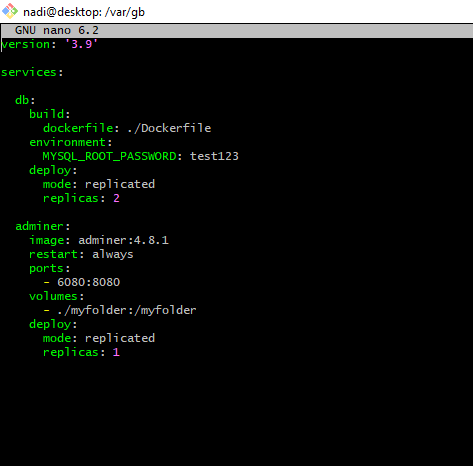 nadi@desktop: /var/gb
GNU nano 6.2
version: '3.9'
services:
db:
build:
dockerfile: ./Dockerfile
environment:
MYSQL_ROOT_PASSWORD: test123
deploy:
mode: replicated
replicas: 2
adminer:
image: adminer:4.8.1
restart: always
ports:
- 6080:8080
volumes:
- ./myfolder:/myfolder
deploy:
mode: replicated
replicas: 1